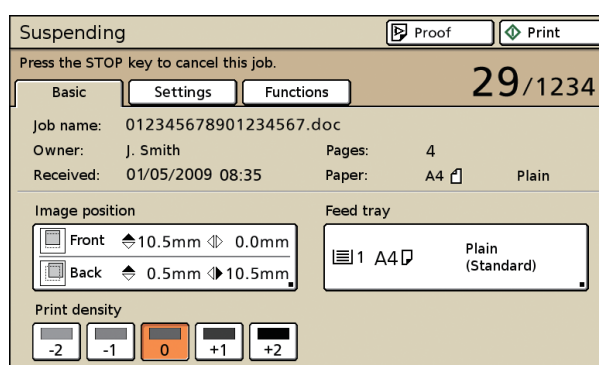 Suspending
Proof
Print
Press the STOP key to cancel this job.
29/1234
Basic
Settings
Functions
Job name: 012345678901234567.doc
Owner: J. Smith
Pages: 4
Received: 01/05/2009 08:35
Paper: A4 Plain
Image position
Feed tray
Front 10.5mm 0.0mm
Back 0.5mm 10.5mm
1 A4 Plain
(Standard)
Print density
-2 -1 0 +1 +2